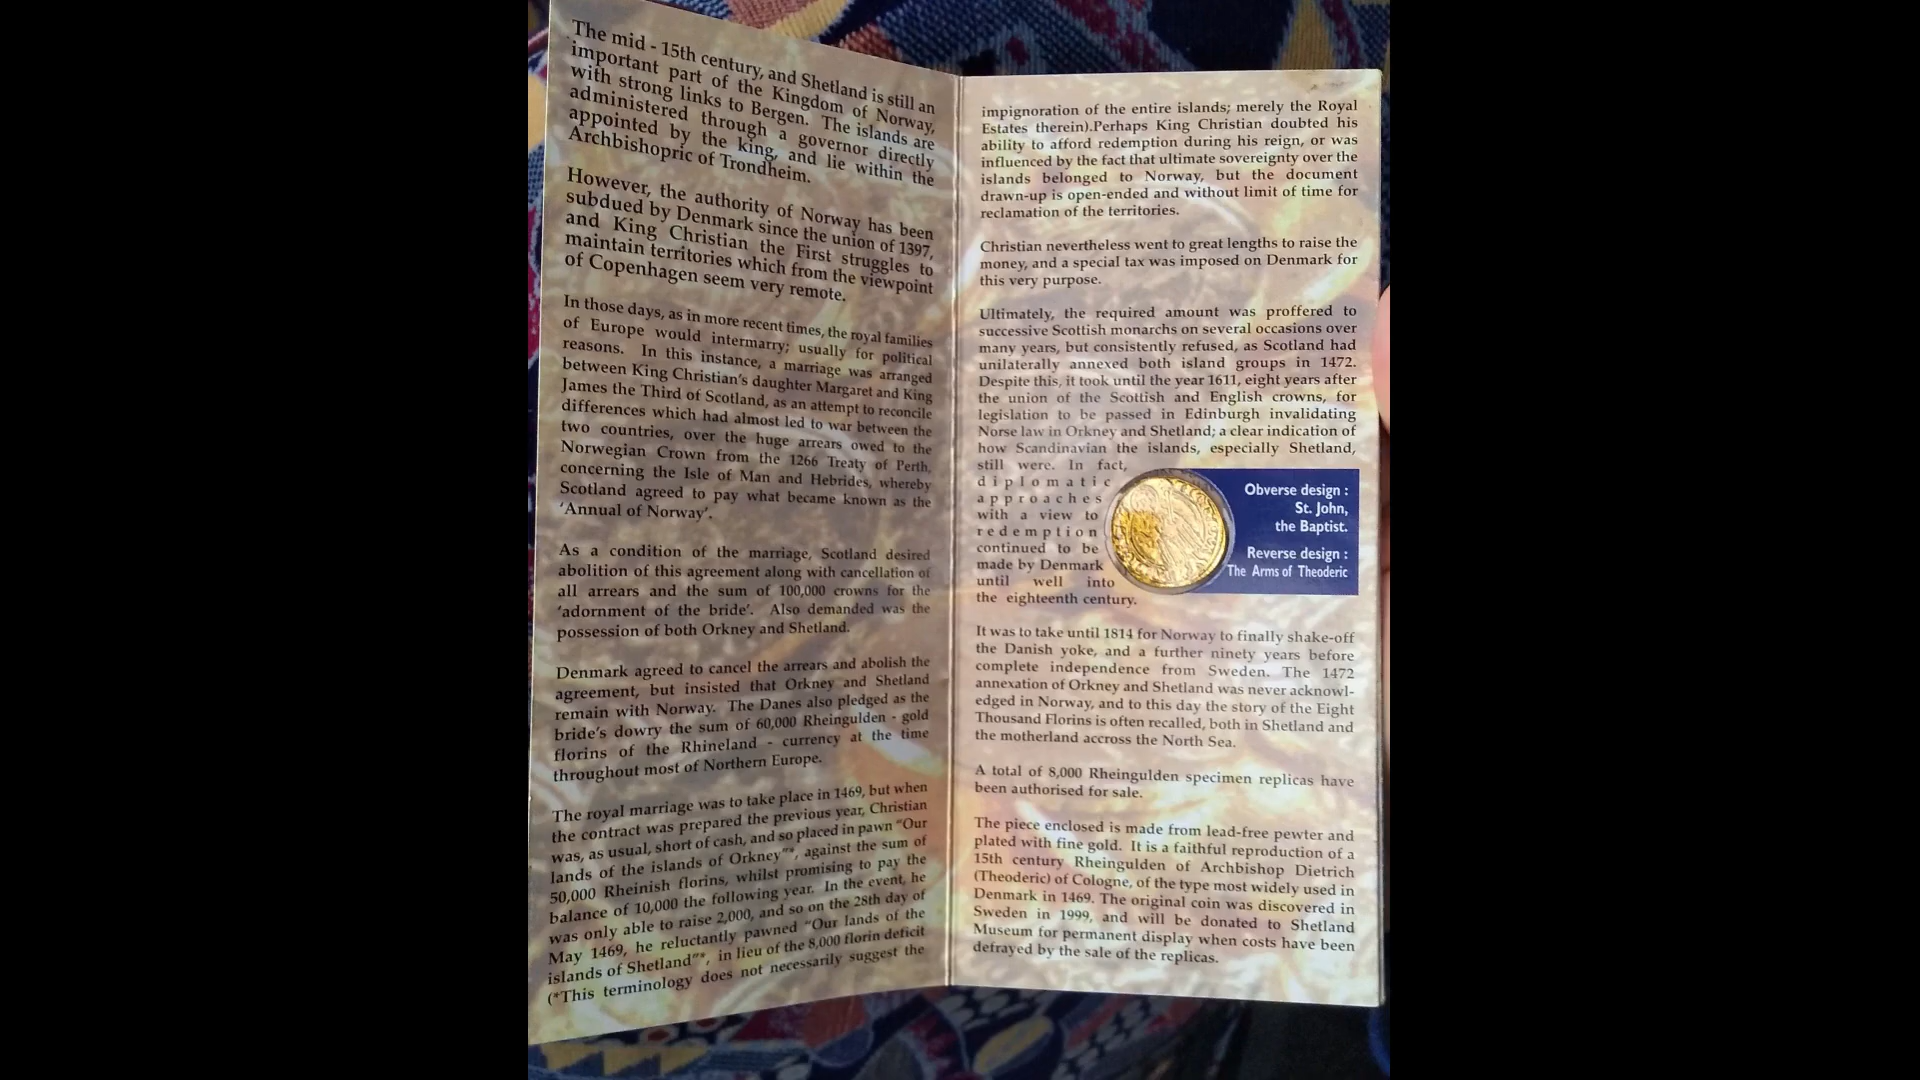 The mid - 15th century, and Shetland is still an
important part of the Kingdom of Norway,
with strong links to Bergen. The islands are
administered through a governor directly
appointed by the king, and lie within the
Archbishopric of Trondheim.
However, the authority of Norway has been
subdued by Denmark since the union of 1397,
and King Christian the First struggles to
maintain territories which from the viewpoint
of Copenhagen seem very remote.
In those days, as in more recent times, the royal families
of Europe would intermarry; usually for political
reasons. In this instance, a marriage was arranged
between King Christian's daughter Margaret and King
James the Third of Scotland, as an attempt to reconcile
differences which had almost led to war between the
two countries, over the huge arrears owed to the
Norwegian Crown from the 1266 Treaty of Perth,
concerning the Isle of Man and Hebrides, whereby
Scotland agreed to pay what became known as the
'Annual of Norway'.
As a condition of the marriage, Scotland desired
abolition of this agreement along with cancellation of
all arrears and the sum of 100,000 crowns for the
'adornment of the bride'. Also demanded was the
possession of both Orkney and Shetland.
Denmark agreed to cancel the arrears and abolish the
agreement, but insisted that Orkney and Shetland
remain with Norway. The Danes also pledged as the
bride's dowry the sum of 60,000 Rheingulden - gold
florins of the Rhineland - currency at the time
throughout most of Northern Europe.
The royal marriage was to take place in 1469, but when
the contract was prepared the previous year, Christian
was, as usual, short of cash, and so placed in pawn "Our
lands of the islands of Orkney"*, against the sum of
50,000 Rheinish florins, whilst promising to pay the
balance of 10,000 the following year. In the event, he
was only able to raise 2,000, and so on the 28th day of
May 1469, he reluctantly pawned "Our lands of the
islands of Shetland"*, in lieu of the 8,000 florin deficit
(*This terminology does not necessarily suggest the
impignoration of the entire islands; merely the Royal
Estates therein).Perhaps King Christian doubted his
ability to afford redemption during his reign, or was
influenced by the fact that ultimate sovereignty over the
islands belonged to Norway, but the document
drawn-up is open-ended and without limit of time for
reclamation of the territories.
Christian nevertheless went to great lengths to raise the
money, and a special tax was imposed on Denmark for
this very purpose.
Ultimately, the required amount was proffered to
successive Scottish monarchs on several occasions over
many years, but consistently refused, as Scotland had
unilaterally annexed both island groups in 1472.
Despite this, it took until the year 1611, eight years after
the union of the Scottish and English crowns, for
legislation to be passed in Edinburgh invalidating
Norse law in Orkney and Shetland; a clear indication of
how Scandinavian the islands, especially Shetland,
still were. In fact,
diplomatic
approaches
with a view to
redemption
continued to be
made by Denmark
until well into
the eighteenth century.
Obverse design :
St. John,
the Baptist.
Reverse design :
The Arms of Theoderic
It was to take until 1814 for Norway to finally shake-off
the Danish yoke, and a further ninety years before
complete independence from Sweden. The 1472
annexation of Orkney and Shetland was never acknowl-
edged in Norway, and to this day the story of the Eight
Thousand Florins is often recalled, both in Shetland and
the motherland accross the North Sea.
A total of 8,000 Rheingulden specimen replicas have
been authorised for sale.
The piece enclosed is made from lead-free pewter and
plated with fine gold. It is a faithful reproduction of a
15th century Rheingulden of Archbishop Dietrich
(Theoderic) of Cologne, of the type most widely used in
Denmark in 1469. The original coin was discovered in
Sweden in 1999, and will be donated to Shetland
Museum for permanent display when costs have been
defrayed by the sale of the replicas.